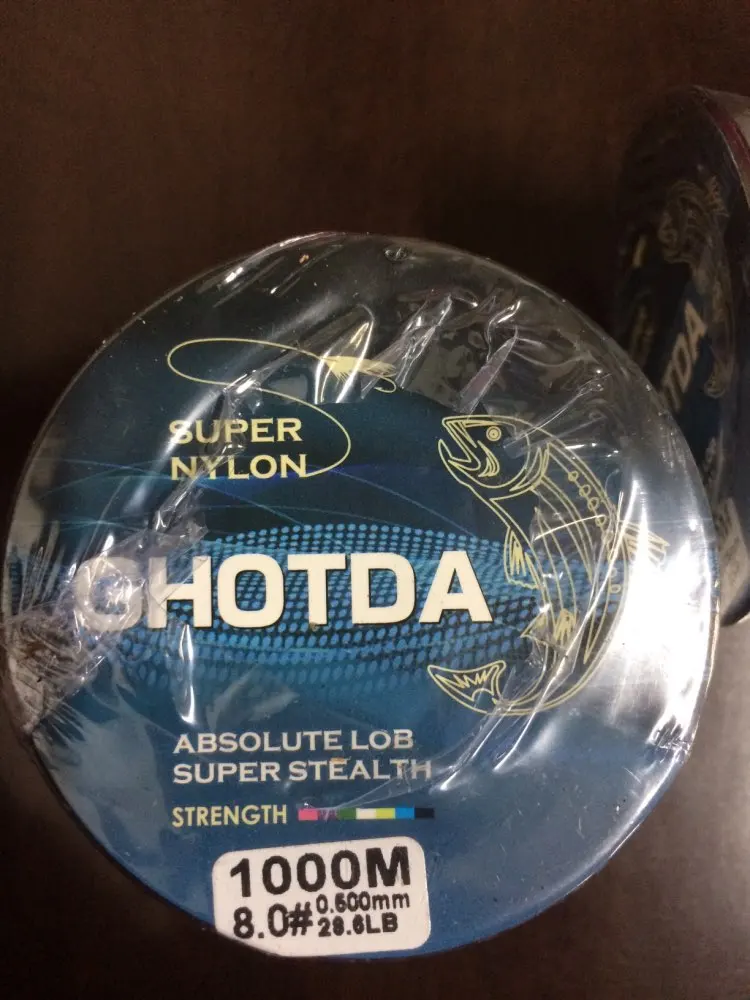 SUPER
NYLON
GHOTDA
ABSOLUTE LOB
SUPER STEALTH
STRENGTH
1000M
8.0# 0.500mm
28.6LB